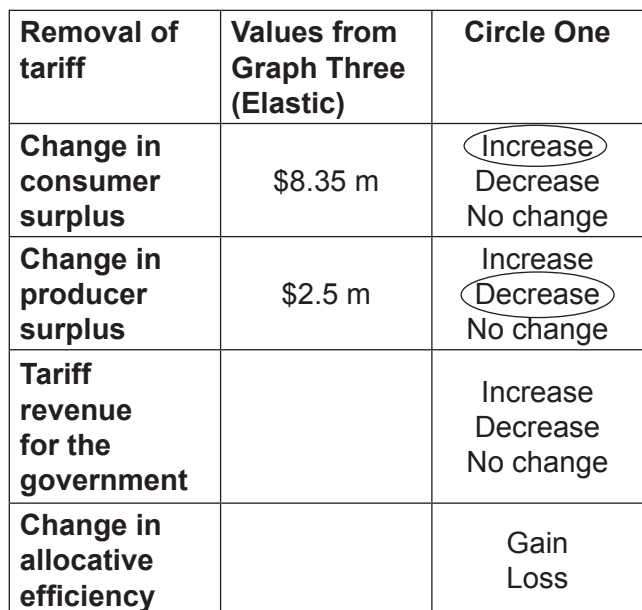 Removal of
tariff
Values from
Graph Three
(Elastic)
Circle One
Change in
consumer
surplus
$8.35 m
Increase
Decrease
No change
Change in
producer
surplus
$2.5 m
Increase
Decrease
No change
Tariff
revenue
for the
government
Increase
Decrease
No change
Change in
allocative
efficiency
Gain
Loss